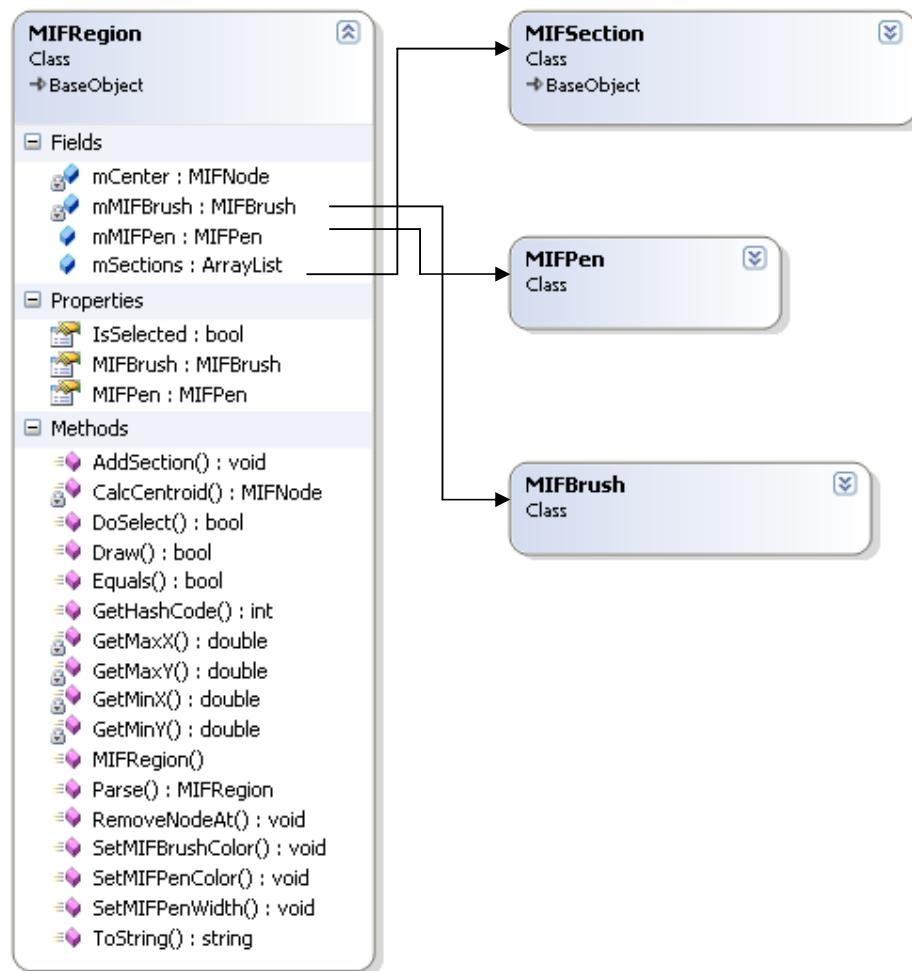 MIFRegion
Class
BaseObject
Fields
mCenter : MIFNode
mMIFBrush : MIFBrush
mMIFPen : MIFPen
mSections : ArrayList
Properties
IsSelected : bool
MIFBrush : MIFBrush
MIFPen : MIFPen
Methods
AddSection() : void
CalcCentroid() : MIFNode
DoSelect() : bool
Draw() : bool
Equals() : bool
GetHashCode() : int
GetMaxX() : double
GetMaxY() : double
GetMinX() : double
GetMinY() : double
MIFRegion()
Parse() : MIFRegion
RemoveNodeAt() : void
SetMIFBrushColor() : void
SetMIFPenColor() : void
SetMIFPenWidth() : void
ToString() : string
MIFSection
Class
BaseObject
MIFPen
Class
MIFBrush
Class